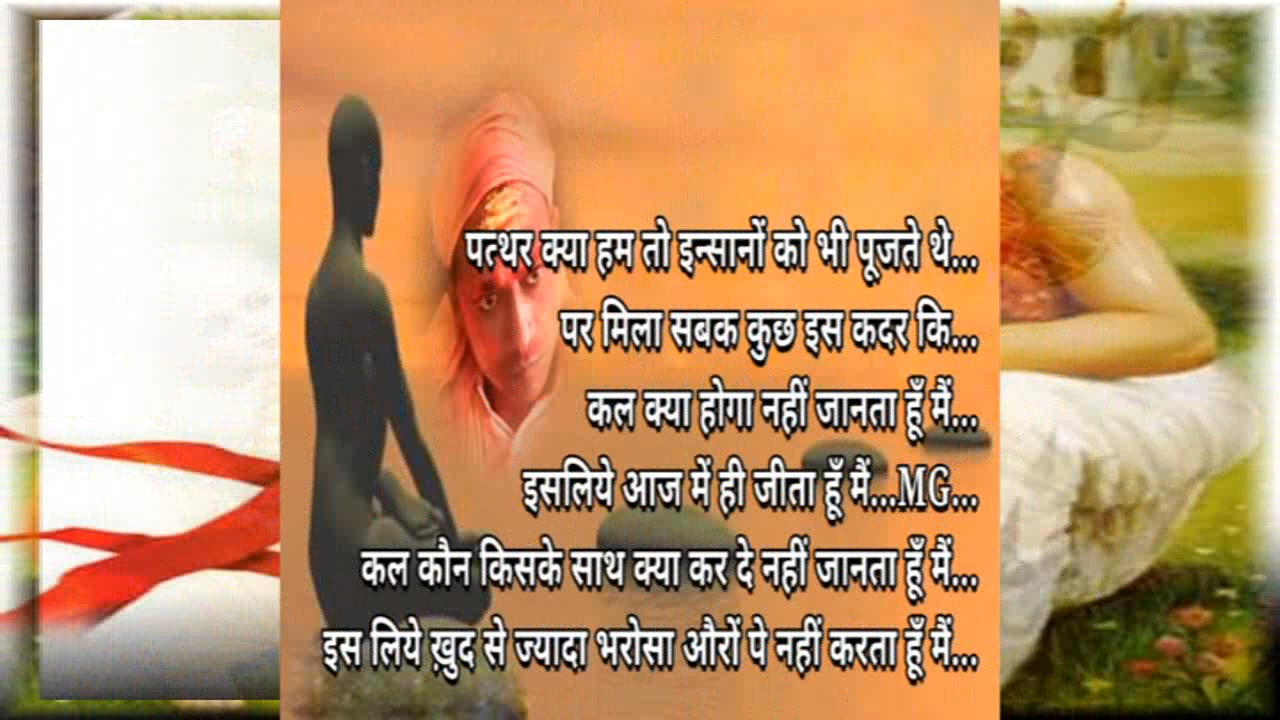 पत्थर क्या हम तो इन्सानों को भी पूजते थे...
पर मिला सबक कुछ इस कदर कि...
कल क्या होगा नहीं जानता हूँ मैं...
इसलिये आज में ही जीता हूँ मैं...MG...
कल कौन किसके साथ क्या कर दे नहीं जानता हूँ मैं...
इस लिये ख़ुद से ज्यादा भरोसा औरों पे नहीं करता हूँ मैं...